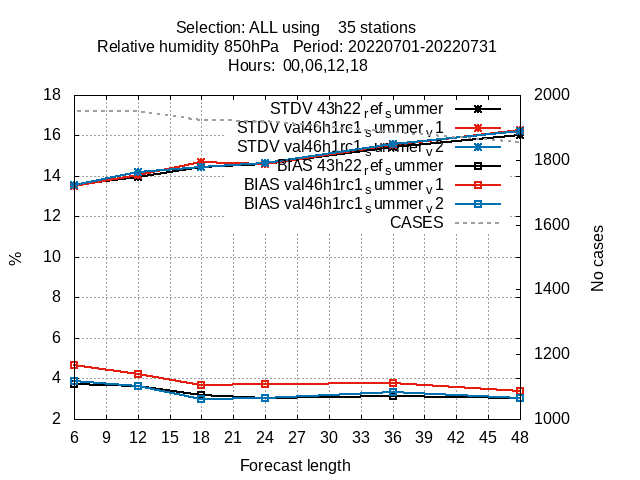 Selection: ALL using    35 stations
Relative humidity 850hPa   Period: 20220701-20220731
Hours:  00,06,12,18
STDV 43h22_ref_summer
STDV val46h1rc1_summer_v1
STDV val46h1rc1_summer_v2
BIAS 43h22_ref_summer
BIAS val46h1rc1_summer_v1
BIAS val46h1rc1_summer_v2
CASES
18
16
14
12
10
8
6
4
2
%
2000
1800
1600
1400
1200
1000
No cases
6 9 12 15 18 21 24 27 30 33 36 39 42 45 48
Forecast length